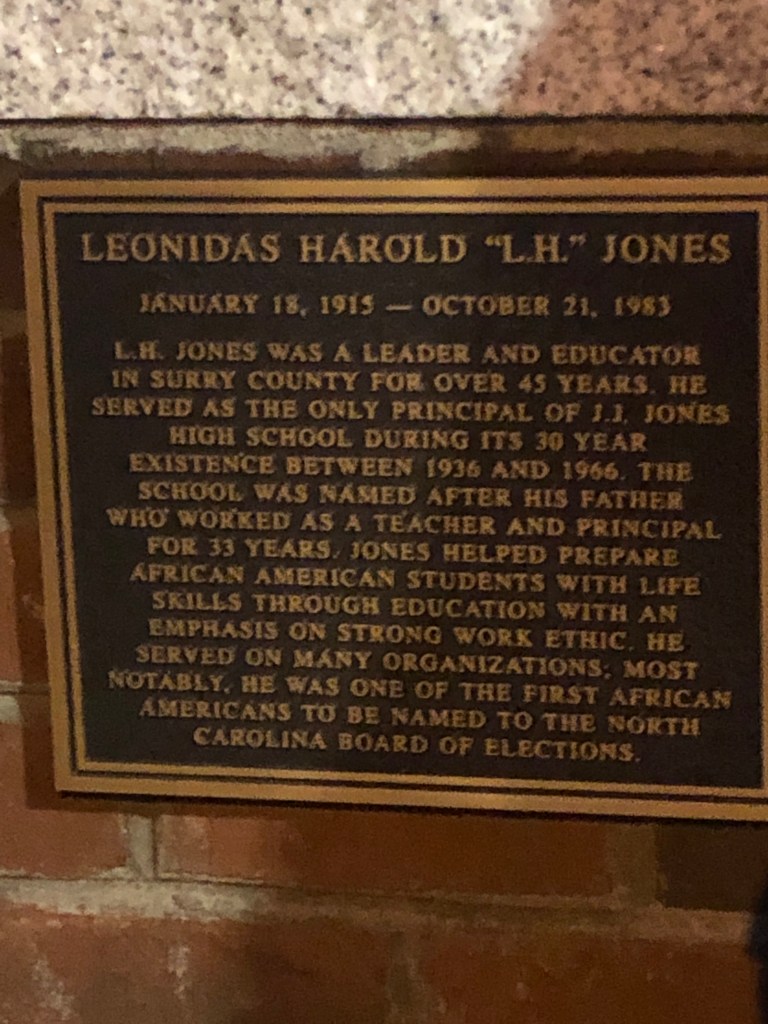 LEONIDAS HAROLD "L.H." JONES
JANUARY 18, 1915 — OCTOBER 21, 1983
L.H. JONES WAS A LEADER AND EDUCATOR
IN SURRY COUNTY FOR OVER 45 YEARS. HE
SERVED AS THE ONLY PRINCIPAL OF J.J. JONES
HIGH SCHOOL DURING ITS 30 YEAR
EXISTENCE BETWEEN 1936 AND 1966. THE
SCHOOL WAS NAMED AFTER HIS FATHER
WHO WORKED AS A TEACHER AND PRINCIPAL
FOR 33 YEARS. JONES HELPED PREPARE
AFRICAN AMERICAN STUDENTS WITH LIFE
SKILLS THROUGH EDUCATION WITH AN
EMPHASIS ON STRONG WORK ETHIC. HE
SERVED ON MANY ORGANIZATIONS; MOST
NOTABLY, HE WAS ONE OF THE FIRST AFRICAN
AMERICANS TO BE NAMED TO THE NORTH
CAROLINA BOARD OF ELECTIONS.